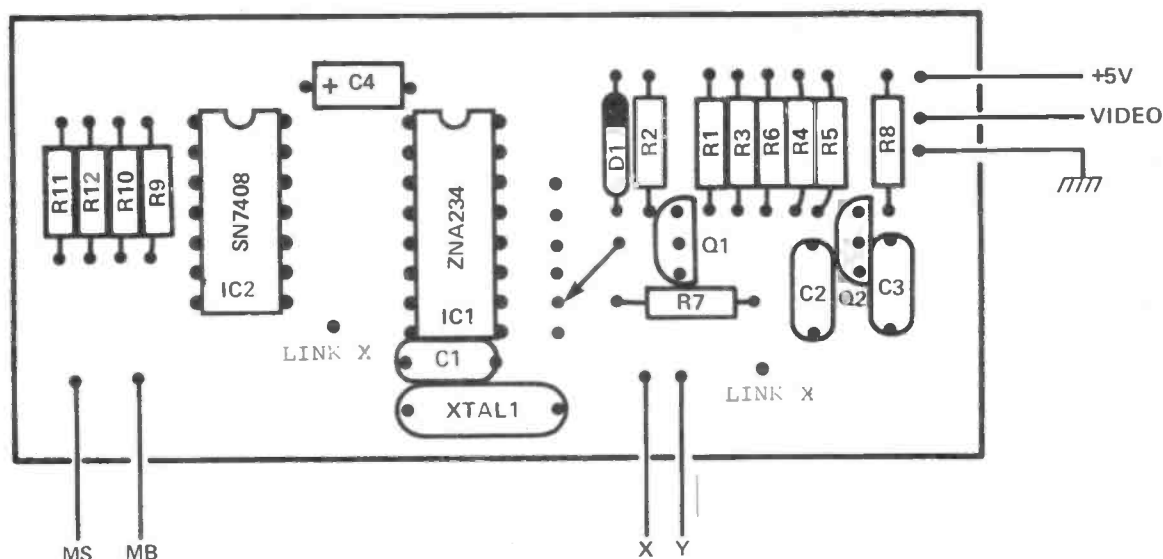 + C4
+5V
VIDEO
R11
R12
R10
R9
SN7408
IC2
ZNA234
IC1
D1
R2
R1
R3
R6
R4
R5
R8
Q1
R7
C2
Q2
C3
LINK X
C1
XTAL1
LINK X
MS
MB
X
Y